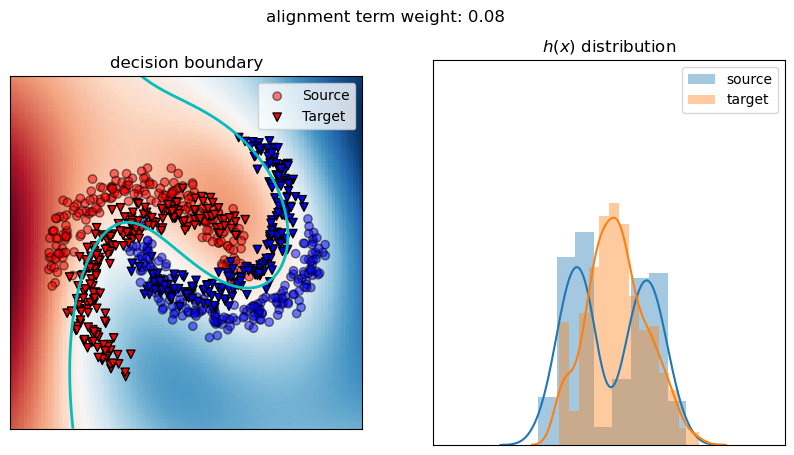 alignment term weight: 0.08
decision boundary
Source
Target
h(x) distribution
source
target